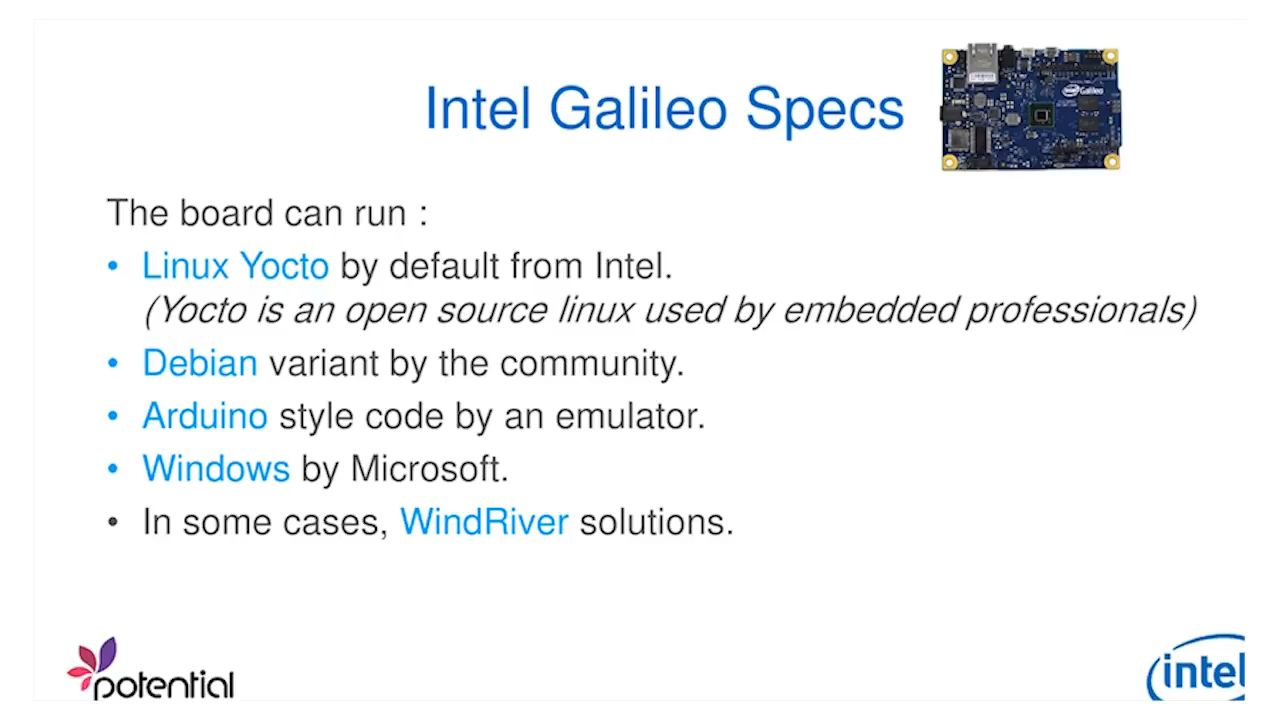 Intel Galileo Specs
intel Galileo
The board can run :
• Linux Yocto by default from Intel.
(Yocto is an open source linux used by embedded professionals)
• Debian variant by the community.
• Arduino style code by an emulator.
• Windows by Microsoft.
• In some cases, WindRiver solutions.
potential
intel